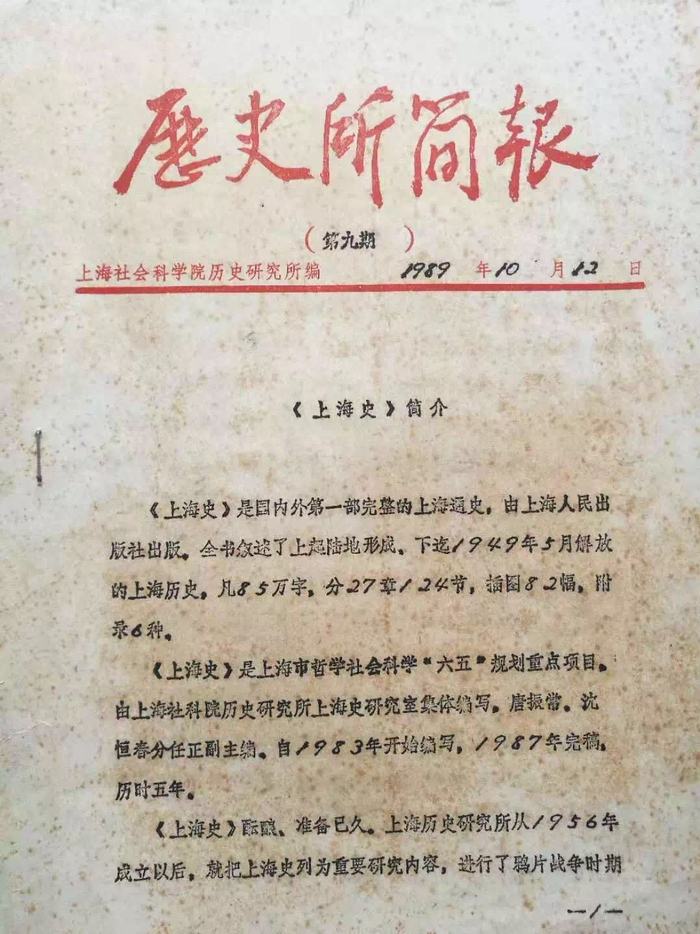 歷史所简報
（第九期）
上海社会科学院历史研究所编 1989 年 10 月 12 日
《上海史》简介
《上海史》是国内外第一部完整的上海通史，由上海人民出
版社出版。全书叙述了上起陆地形成、下迄1949年5月解放
的上海历史，凡85万字，分27章124节，插图82幅，附
录6种。
《上海史》是上海市哲学社会科学“六五”规划重点项目。
由上海社科院历史研究所上海史研究室集体编写，唐振常、沈
恒春分任正副主编。自1983年开始编写，1987年完稿，
历时五年。
《上海史》酝酿、准备已久。上海历史研究所从1956年
成立以后，就把上海史列为重要研究内容，进行了鸦片战争时期
—1—